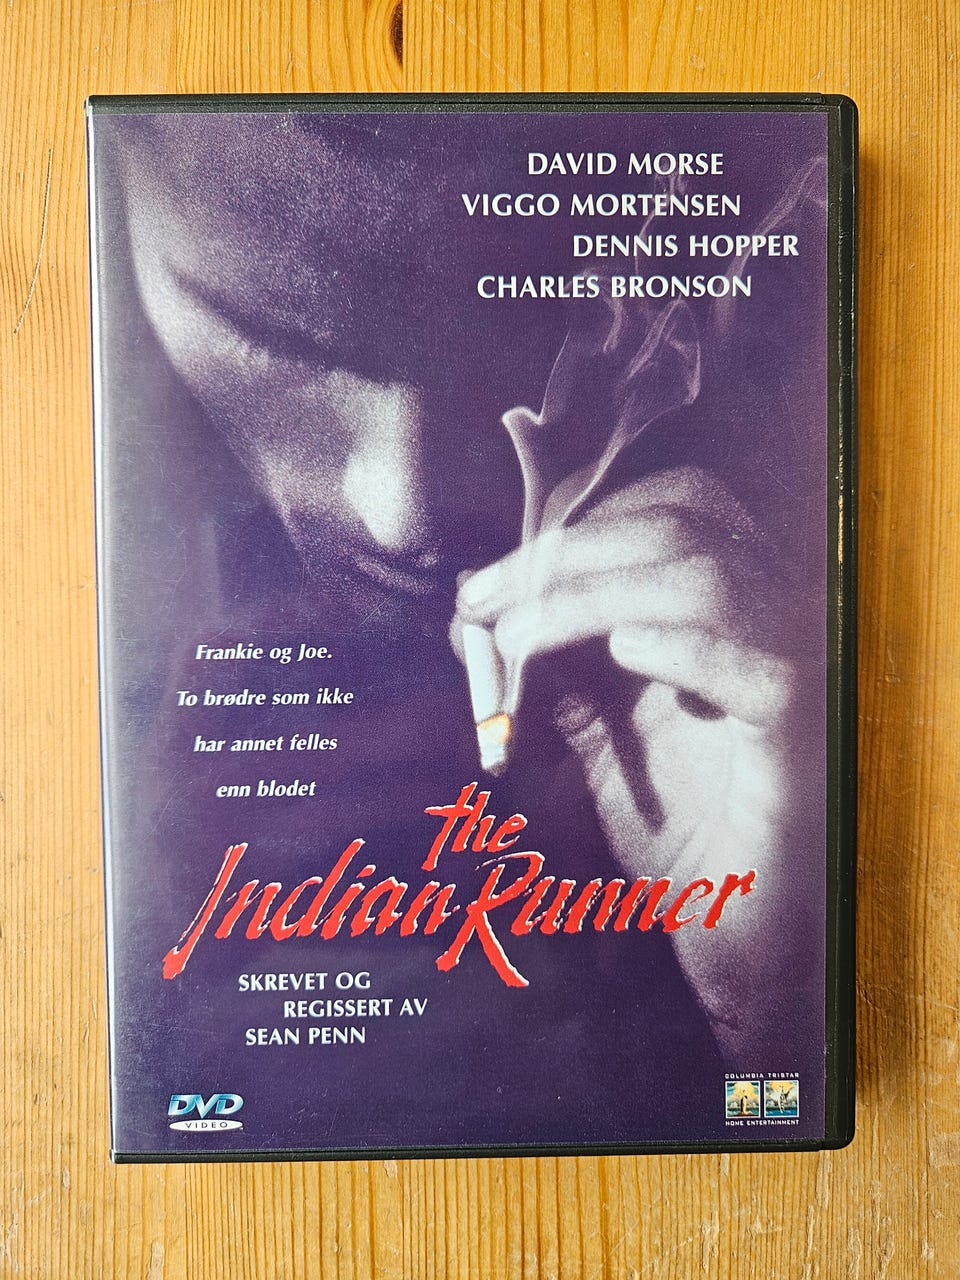 DAVID MORSE
VIGGO MORTENSEN
DENNIS HOPPER
CHARLES BRONSON
Frankie og Joe.
To brødre som ikke
har annet felles
enn blodet
the
Indian Runner
SKREVET OG
REGISSERT AV
SEAN PENN
DVD
VIDEO
COLUMBIA TRISTAR
HOME ENTERTAINMENT